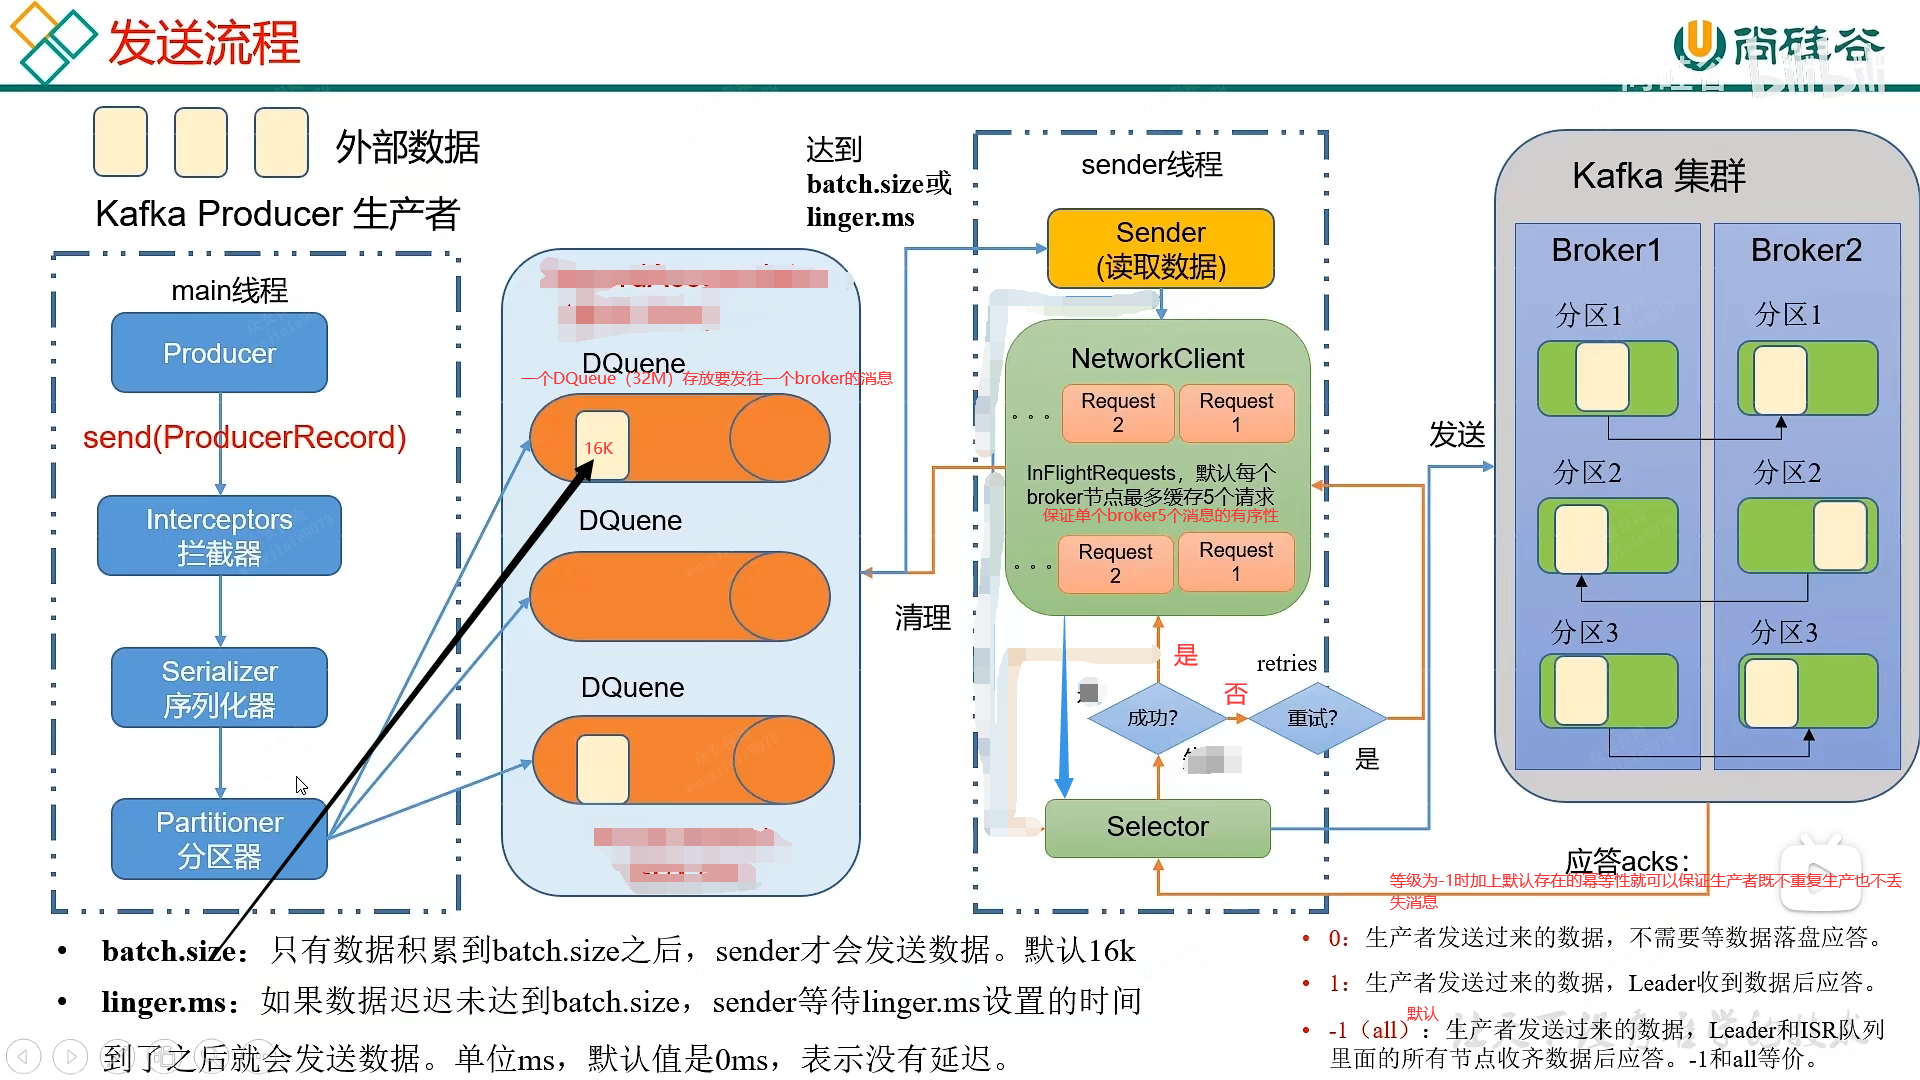 发送流程
尚硅谷
bilibili
外部数据
Kafka Producer 生产者
main线程
Producer
send(ProducerRecord)
Interceptors
拦截器
Serializer
序列化器
Partitioner
分区器
DQuene
一个DQueue（32M）存放要发往一个broker的消息
16K
DQuene
DQuene
达到
batch.size或
linger.ms
清理
sender线程
Sender
(读取数据)
NetworkClient
Request
2
Request
1
InFlightRequests，默认每个
broker节点最多缓存5个请求
保证单个broker5个消息的有序性
Request
2
Request
1
是
retries
否
成功?
重试?
是
Selector
发送
Kafka 集群
Broker1
Broker2
分区1
分区1
分区2
分区2
分区3
分区3
应答acks：
等级为-1时加上默认存在的幂等性就可以保证生产者既不重复生产也不丢
失消息
• batch.size：只有数据积累到batch.size之后，sender才会发送数据。默认16k
• linger.ms：如果数据迟迟未达到batch.size，sender等待linger.ms设置的时间
到了之后就会发送数据。单位ms，默认值是0ms，表示没有延迟。
• 0：生产者发送过来的数据，不需要等数据落盘应答。
• 1：生产者发送过来的数据，Leader收到数据后应答。
默认
• -1（all）：生产者发送过来的数据，Leader和ISR队列
里面的所有节点收齐数据后应答。-1和all等价。
让天下没有难学的技术